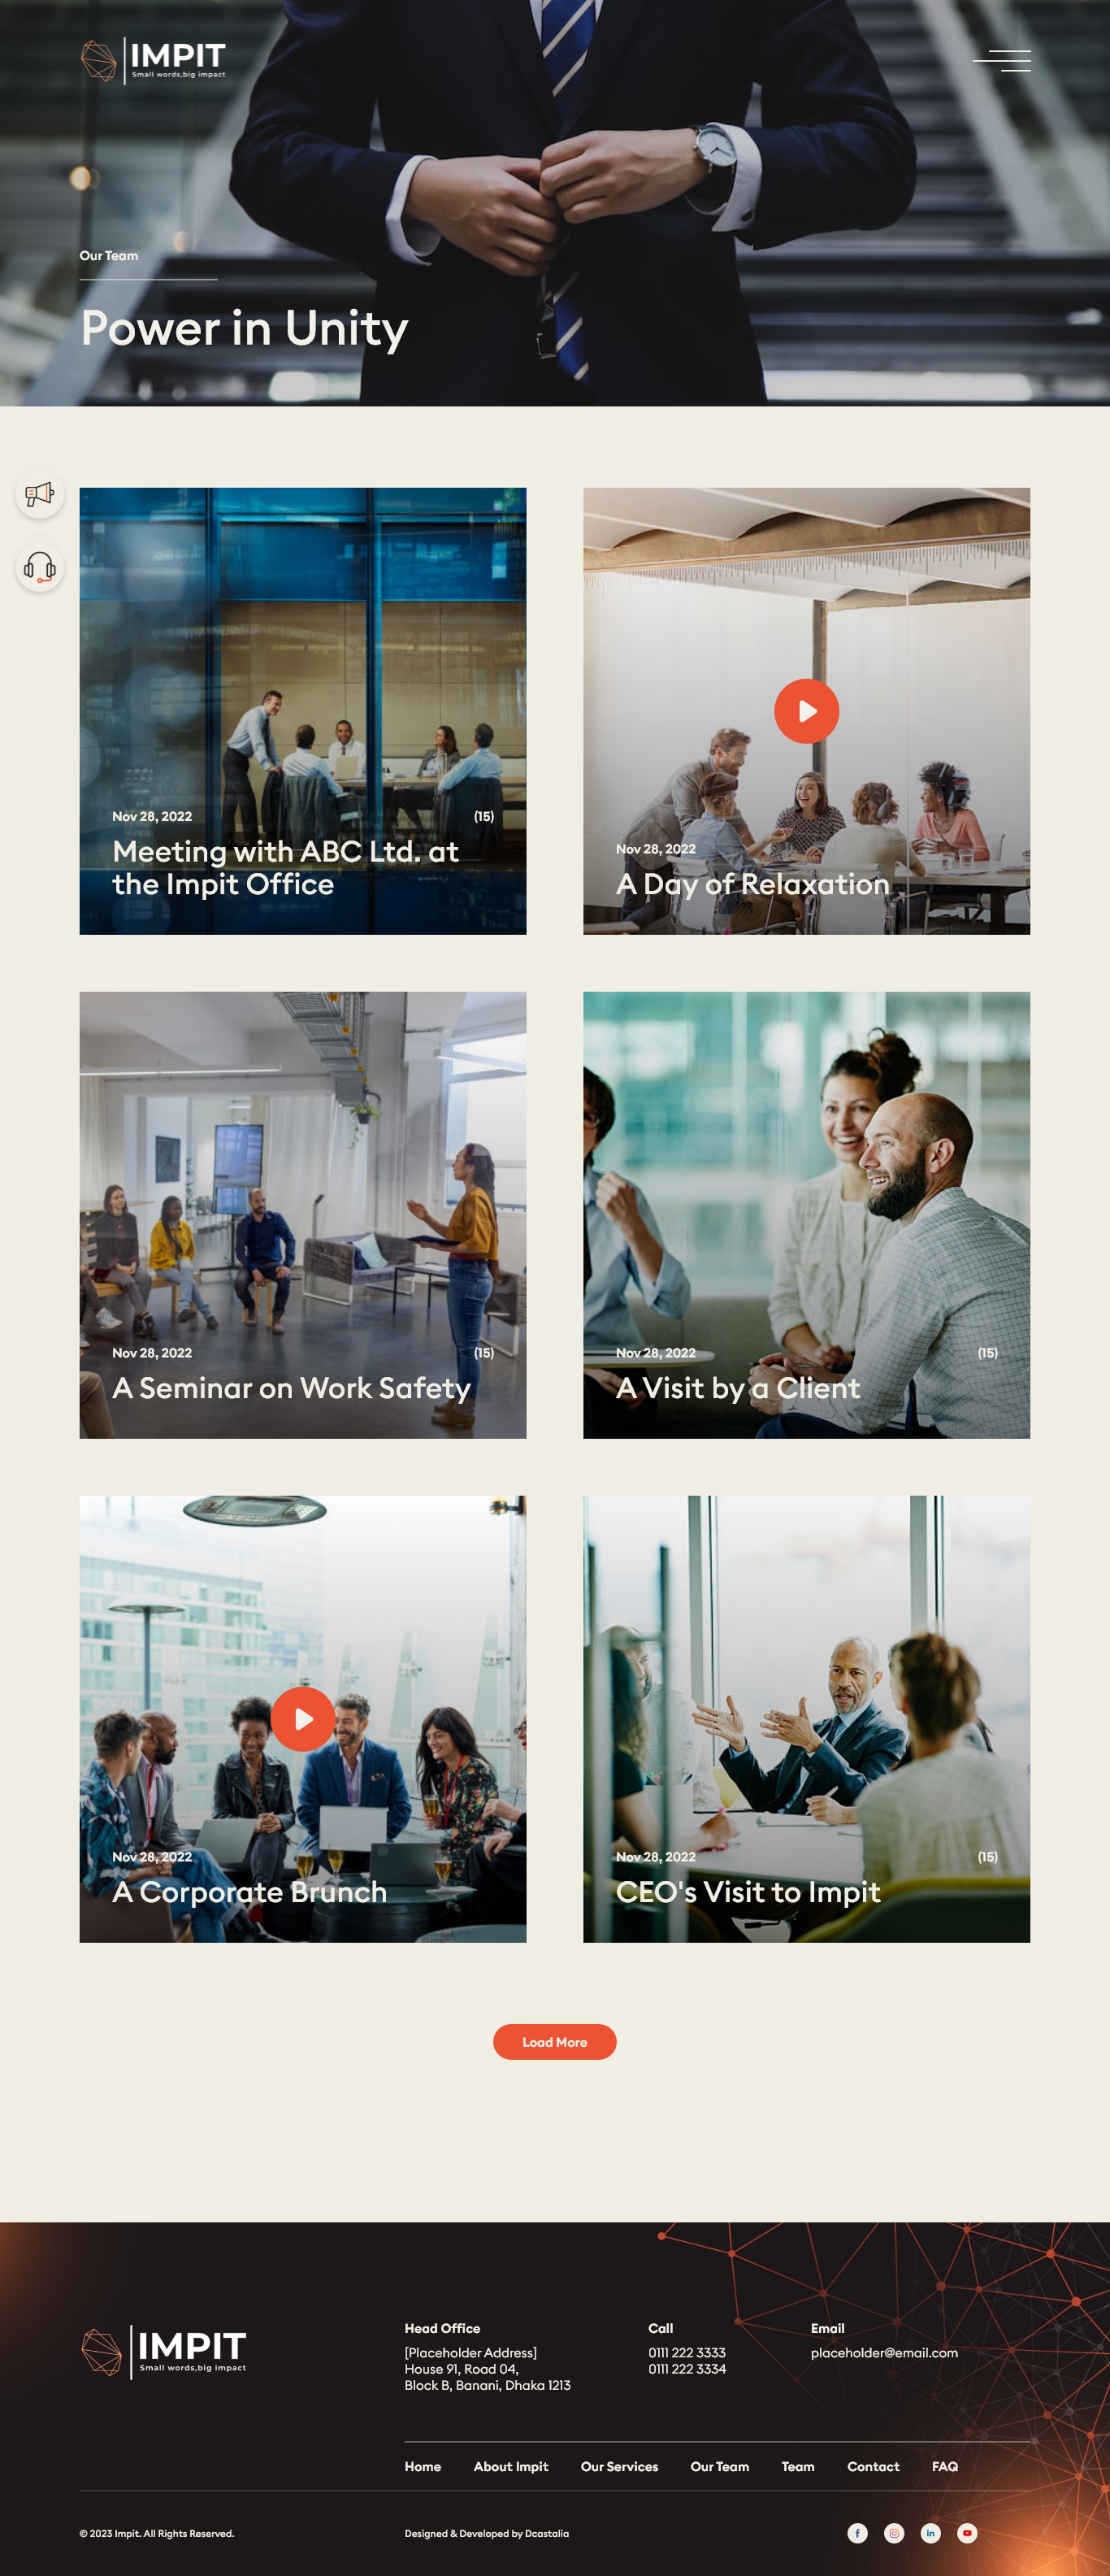 IMPIT
Small words,big impact
Our Team
Power in Unity
Nov 28, 2022
(15)
Meeting with ABC Ltd. at
the Impit Office
Nov 28, 2022
A Day of Relaxation
Nov 28, 2022
(15)
A Seminar on Work Safety
Nov 28, 2022
(15)
A Visit by a Client
Nov 28, 2022
A Corporate Brunch
Nov 28, 2022
(15)
CEO's Visit to Impit
Load More
IMPIT
Small words,big impact
Head Office
[Placeholder Address]
House 91, Road 04,
Block B, Banani, Dhaka 1213
Call
0111 222 3333
0111 222 3334
Email
placeholder@email.com
Home About Impit Our Services Our Team Team Contact FAQ
© 2023 Impit. All Rights Reserved.
Designed & Developed by Dcastalia
f
in